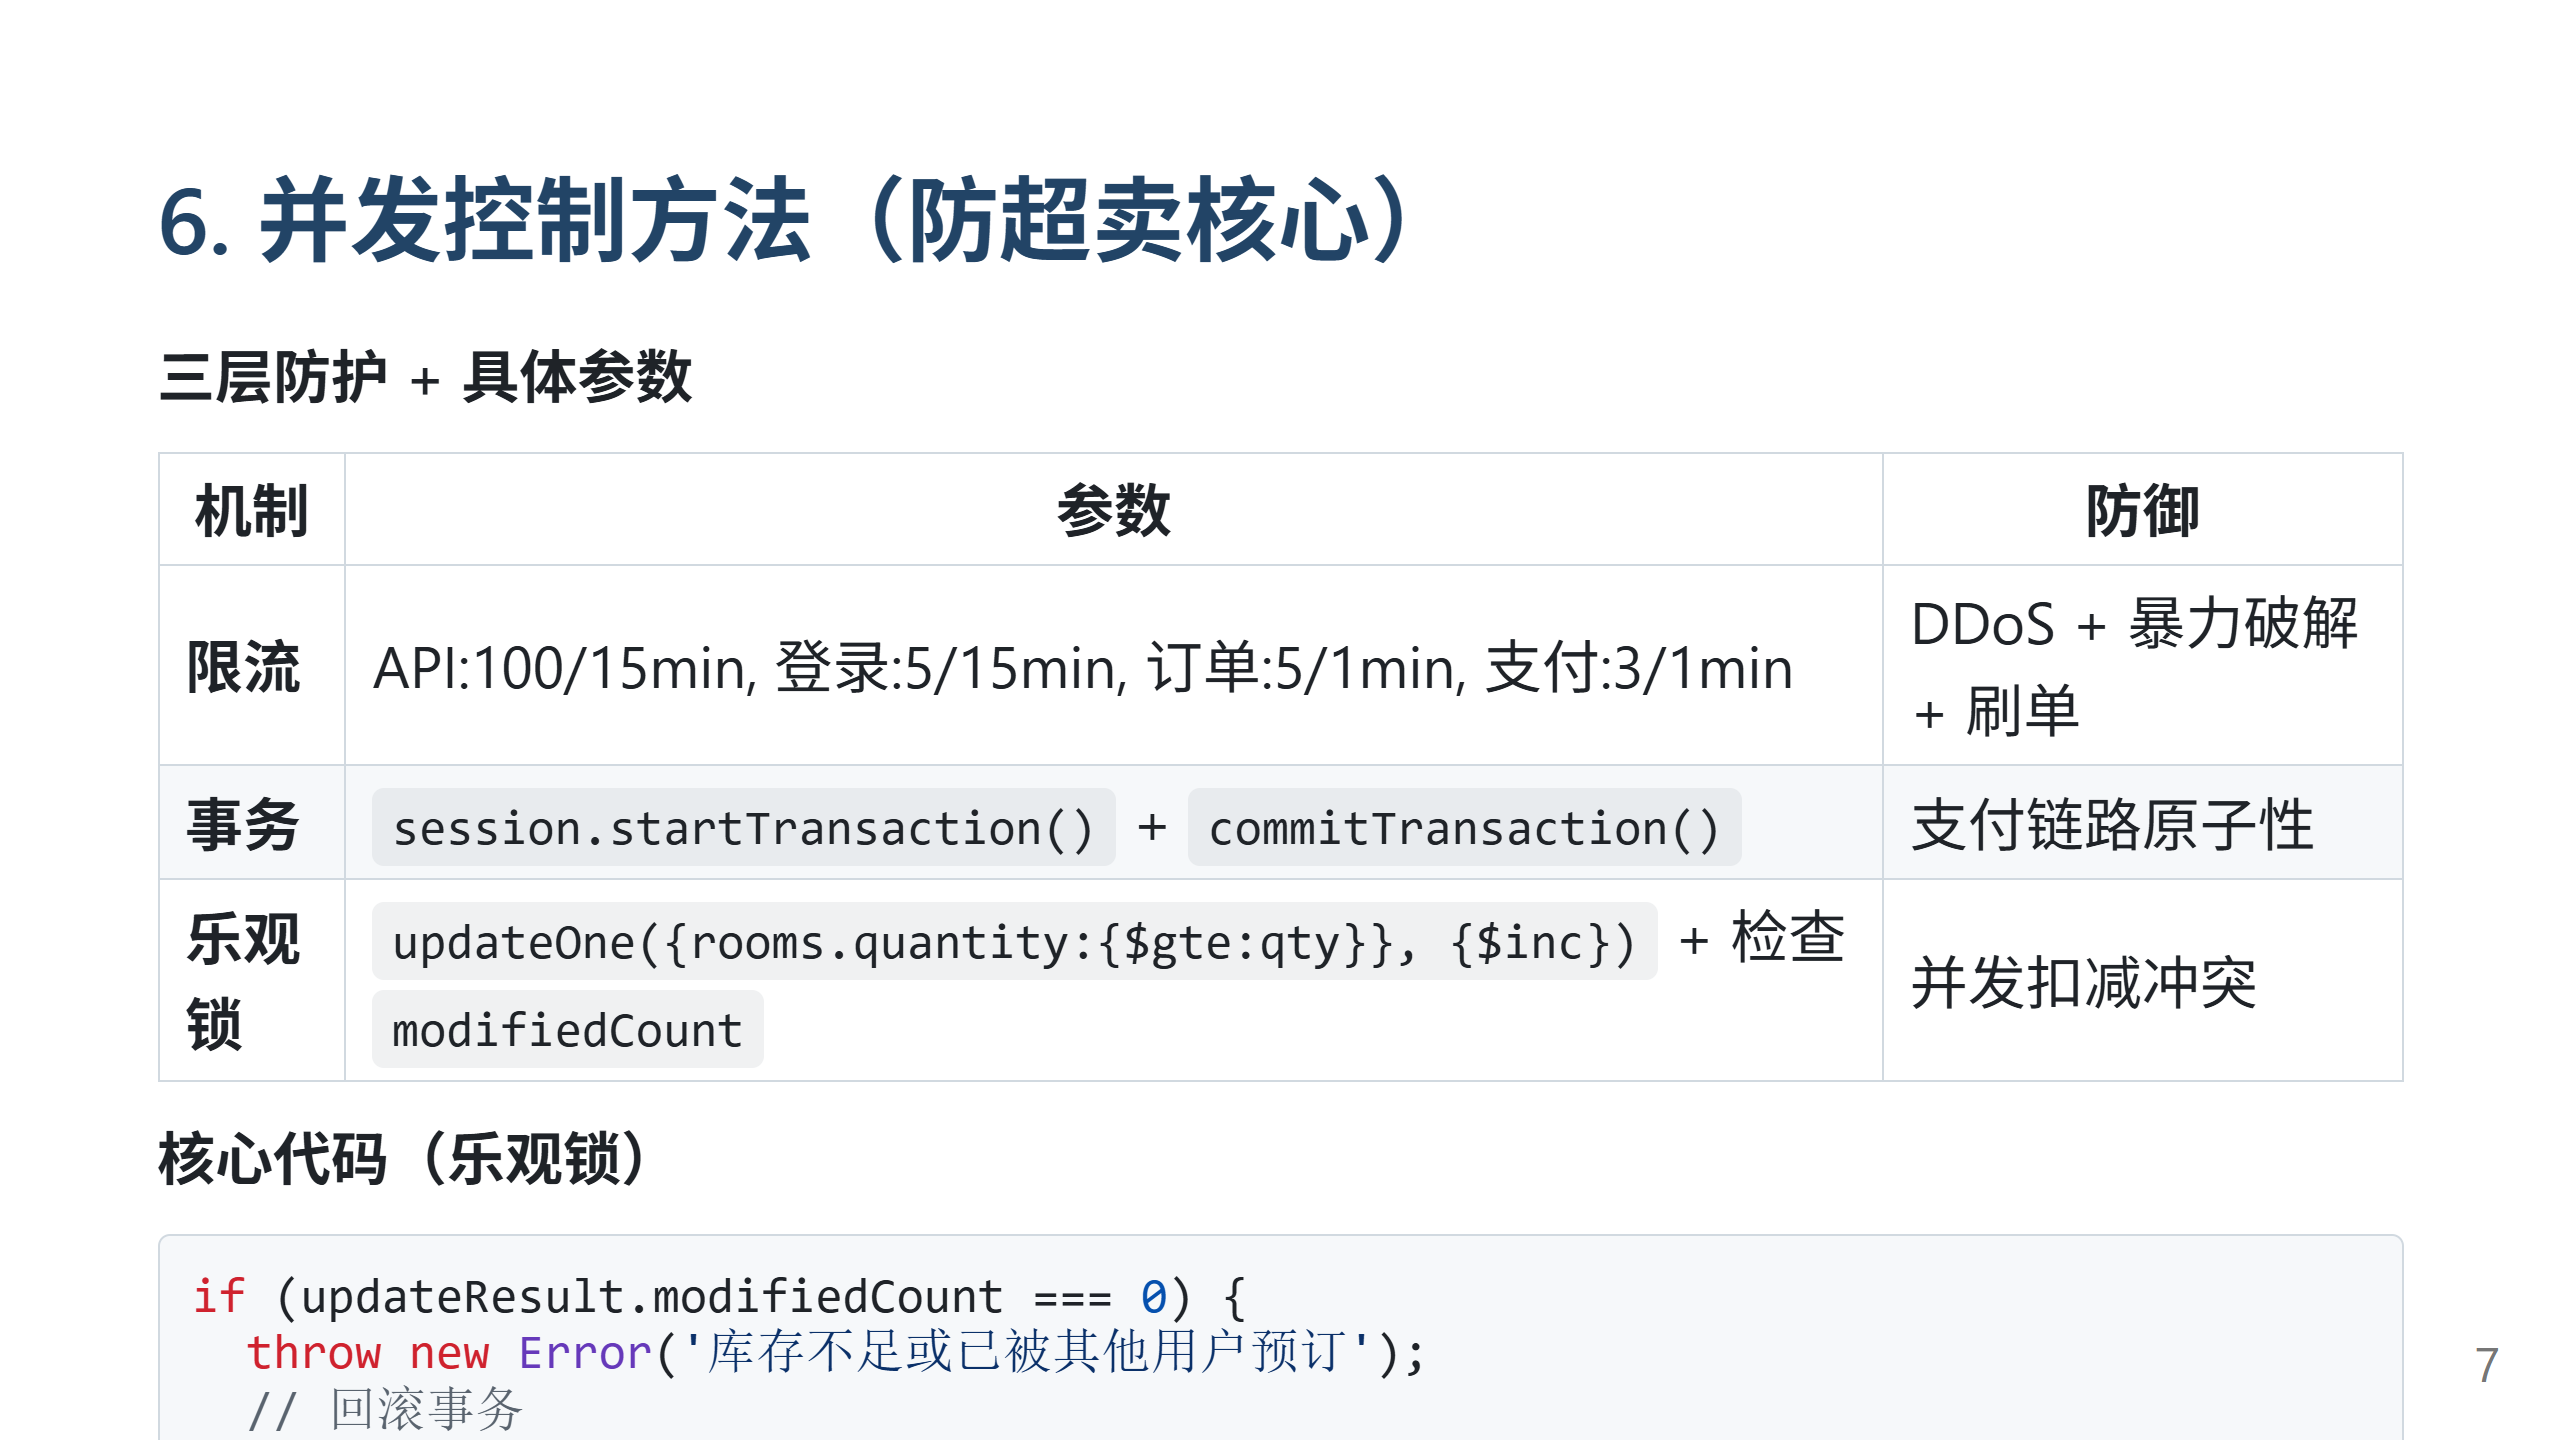 6. 并发控制方法（防超卖核心）
三层防护 + 具体参数
机制 参数 防御
限流 API:100/15min, 登录:5/15min, 订单:5/1min, 支付:3/1min DDoS + 暴力破解
+ 刷单
事务 session.startTransaction() + commitTransaction() 支付链路原子性
乐观
锁 updateOne({rooms.quantity:{$gte:qty}}, {$inc}) + 检查
modifiedCount 并发扣减冲突
核心代码（乐观锁）
if (updateResult.modifiedCount === 0) {
  throw new Error('库存不足或已被其他用户预订');
  // 回滚事务
7